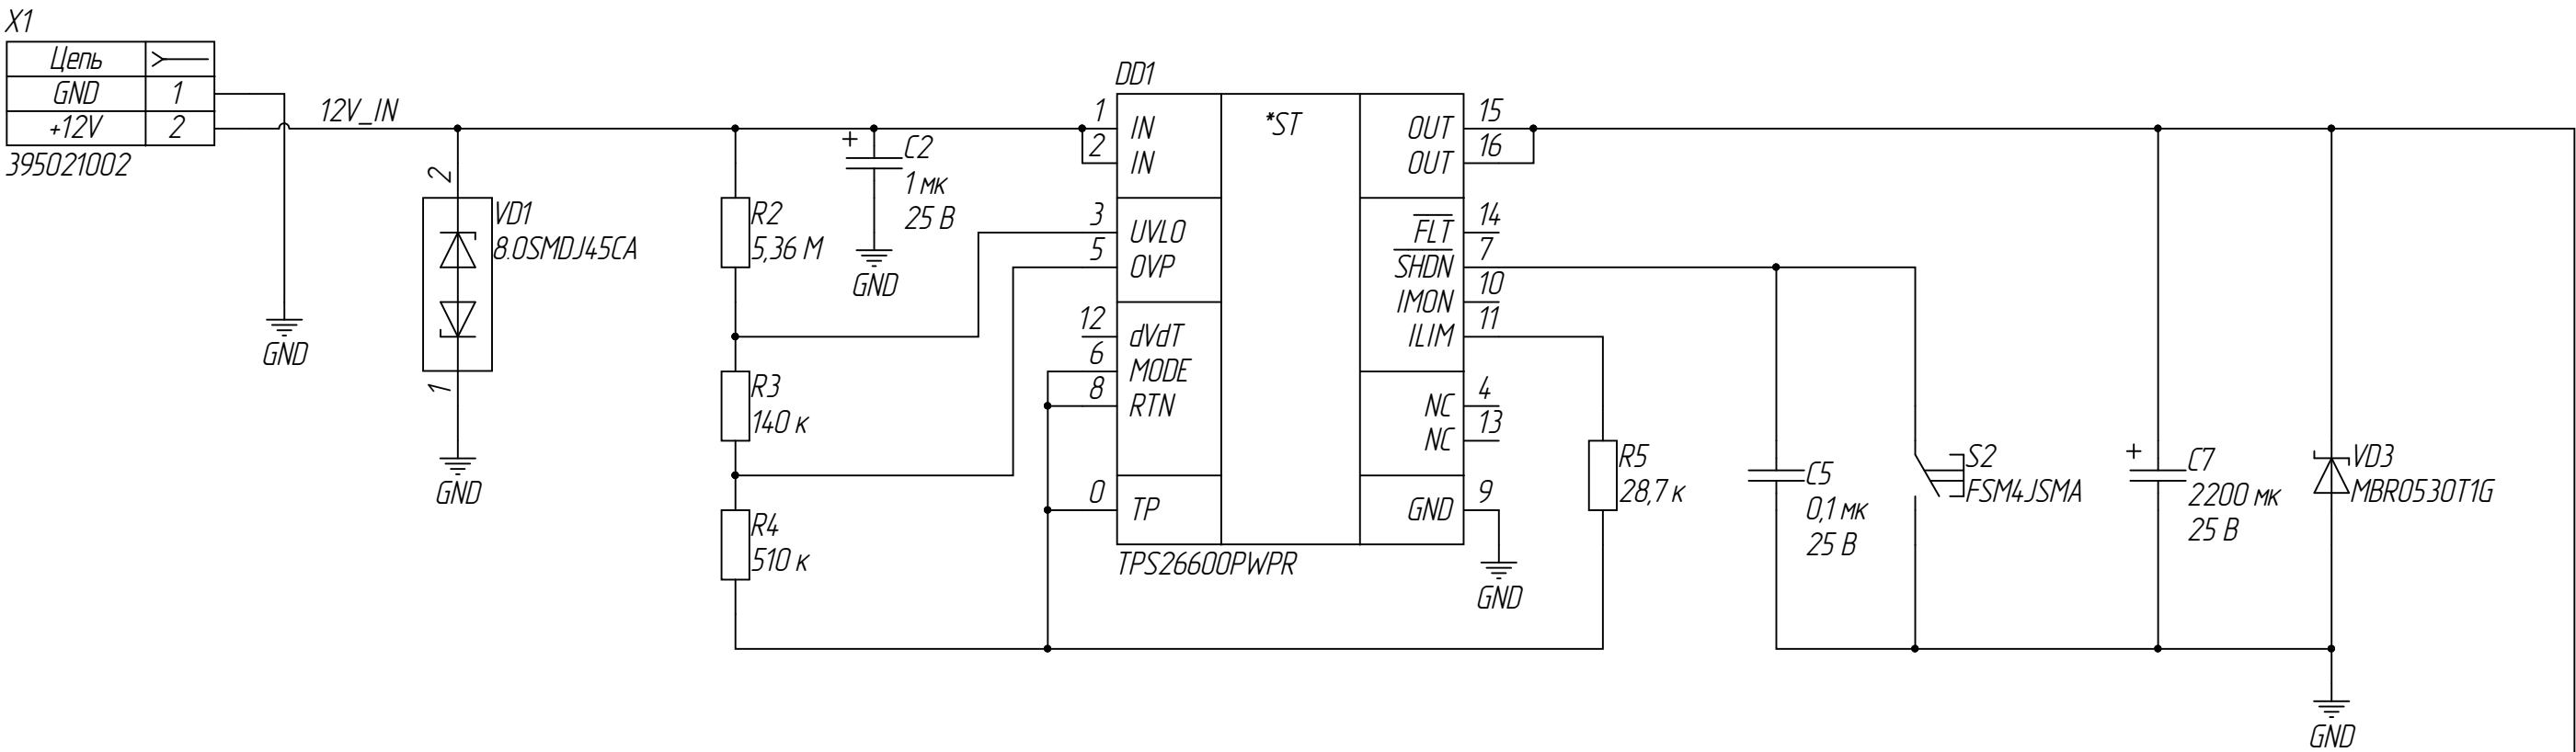 X1
Цепь
GND 1
+12V 2
395021002
12V_IN
GND
2
VD1
8.0SMDJ45CA
1
GND
R2
5,36 М
R3
140 к
R4
510 к
+
C2
1 мк
25 В
GND
DD1
*ST
1 IN
2 IN
3 UVLO
5 OVP
12 dVdT
6 MODE
8 RTN
0 TP
OUT 15
OUT 16
FLT 14
SHDN 7
IMON 10
ILIM 11
NC 4
NC 13
GND 9
TPS26600PWPR
GND
R5
28,7 к
C5
0,1 мк
25 В
S2
FSM4JSMA
+
C7
2200 мк
25 В
VD3
MBR0530T1G
GND